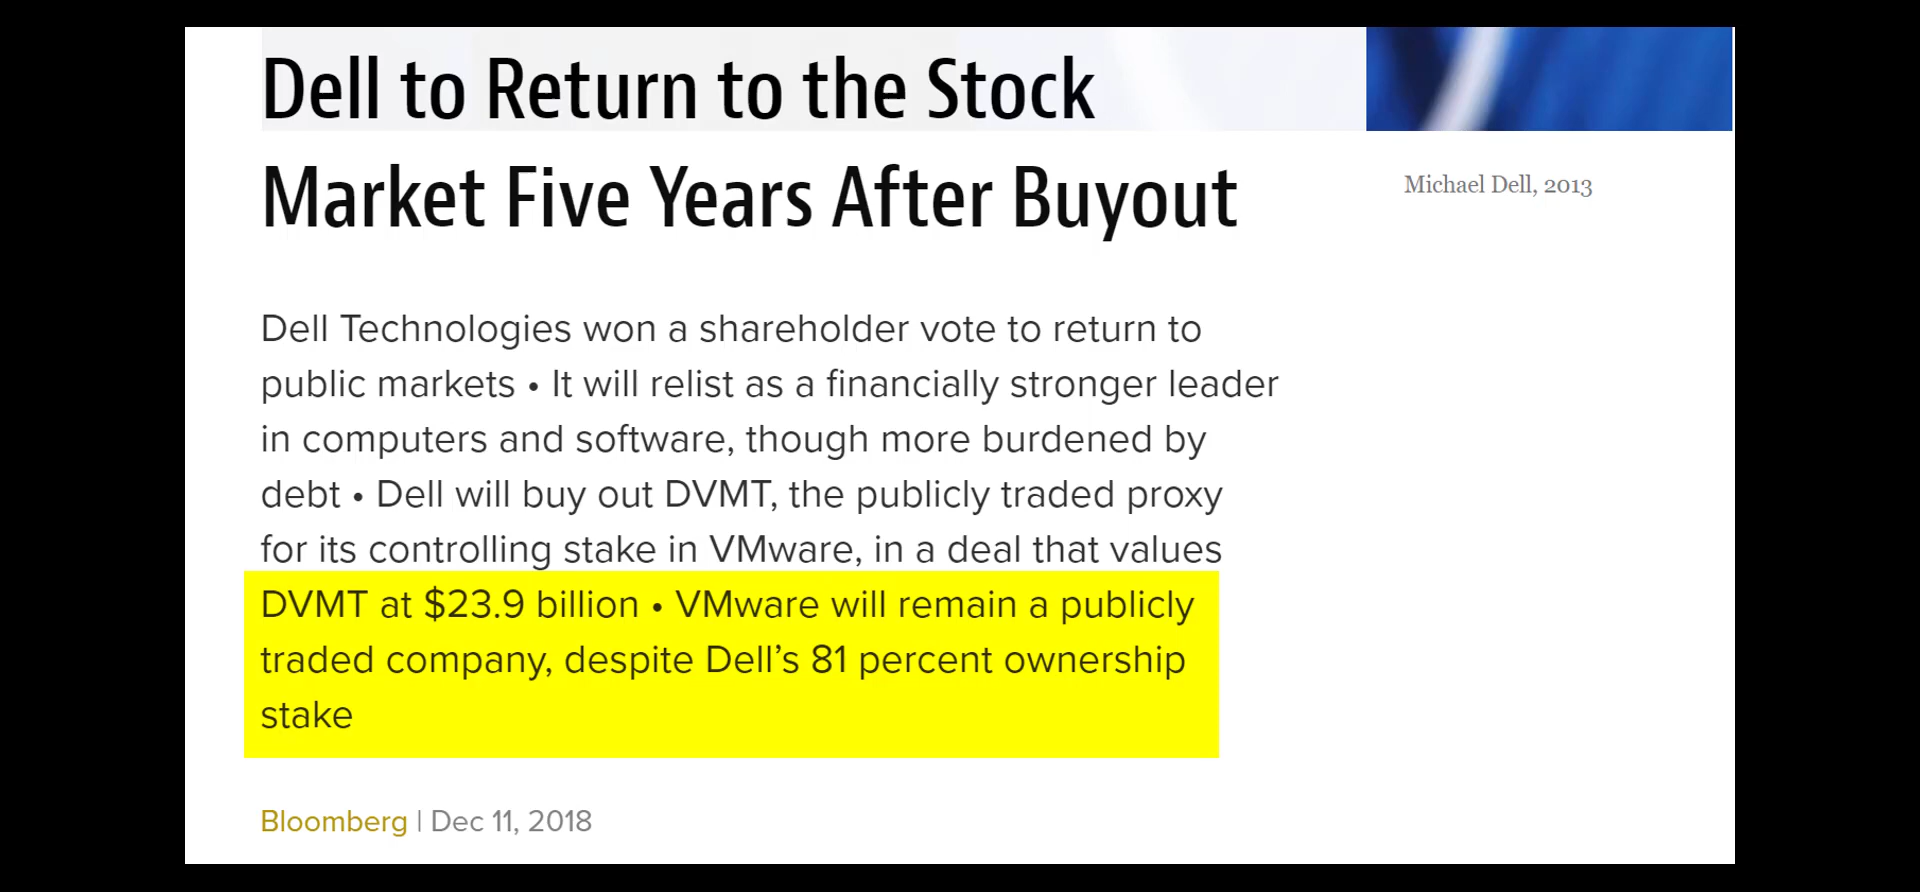 Dell to Return to the Stock
Market Five Years After Buyout
Michael Dell, 2013
Dell Technologies won a shareholder vote to return to
public markets • It will relist as a financially stronger leader
in computers and software, though more burdened by
debt • Dell will buy out DVMT, the publicly traded proxy
for its controlling stake in VMware, in a deal that values
DVMT at $23.9 billion • VMware will remain a publicly
traded company, despite Dell’s 81 percent ownership
stake
Bloomberg | Dec 11, 2018